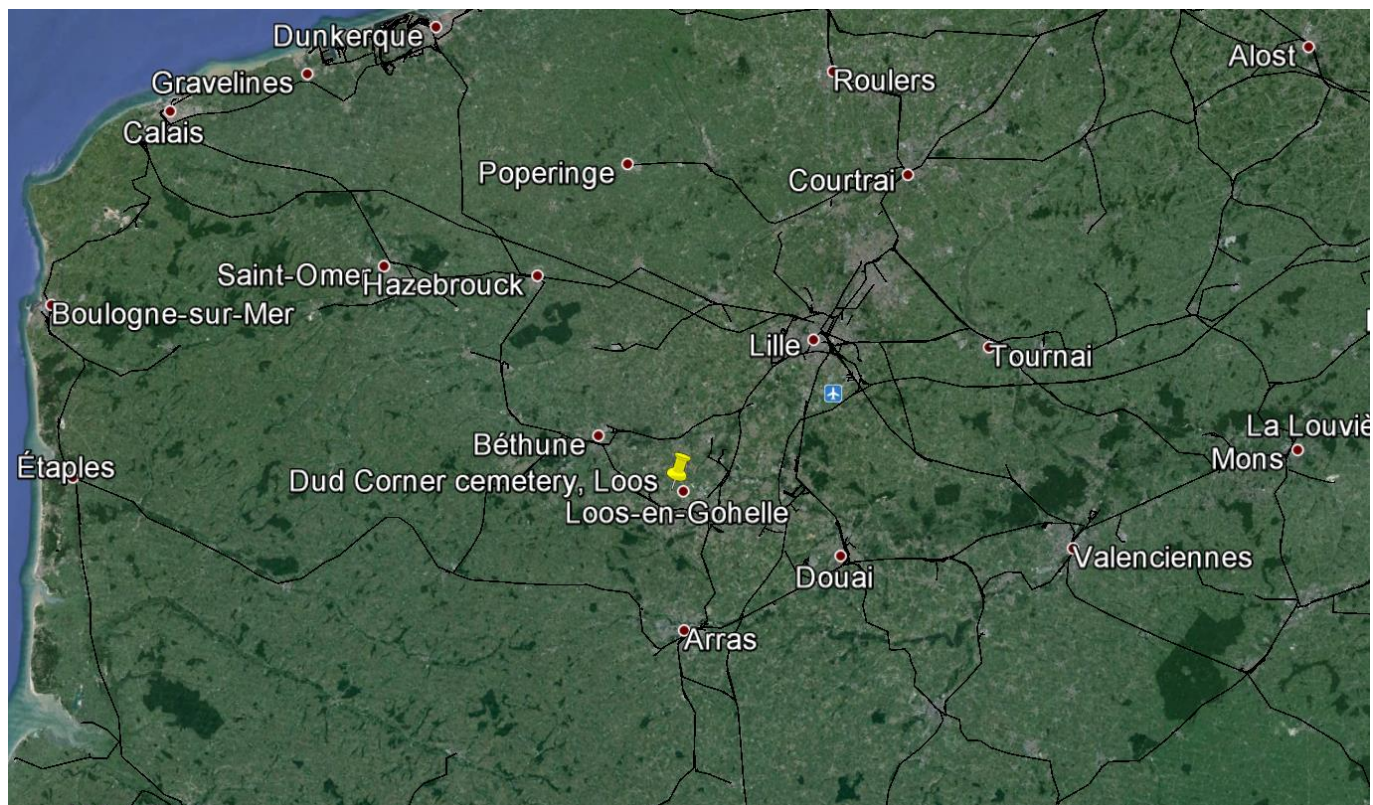 Dunkerque
Alost
Gravelines
Roulers
Calais
Poperinge
Courtrai
Saint-Omer
Hazebrouck
Boulogne-sur-Mer
Lille
Tournai
La Louviè
Béthune
Mons
Étaples
Dud Corner cemetery, Loos
Loos-en-Gohelle
Valenciennes
Douai
Arras